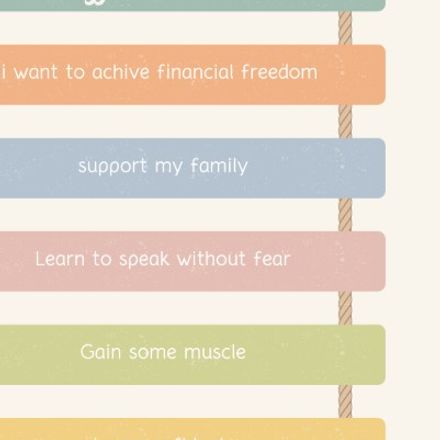 i want to achive financial freedom
support my family
Learn to speak without fear
Gain some muscle